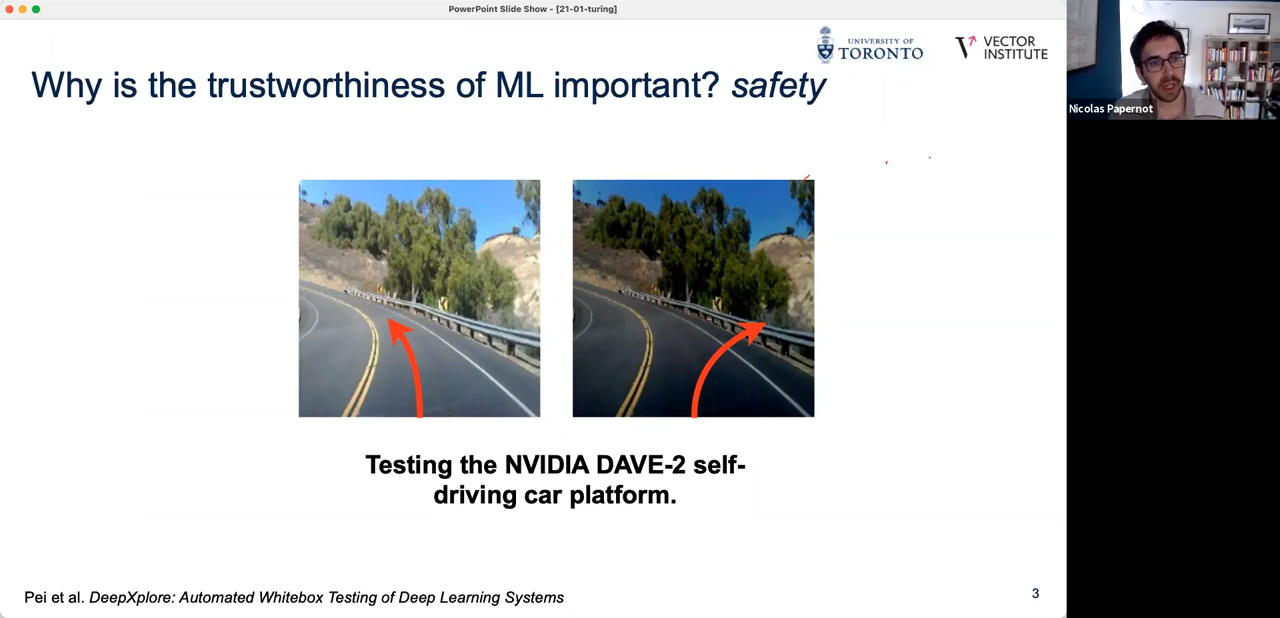 PowerPoint Slide Show - [21-01-turing]
UNIVERSITY OF
TORONTO
VECTOR
INSTITUTE
Why is the trustworthiness of ML important? safety
Nicolas Papernot
Testing the NVIDIA DAVE-2 self-
driving car platform.
Pei et al. DeepXplore: Automated Whitebox Testing of Deep Learning Systems
3